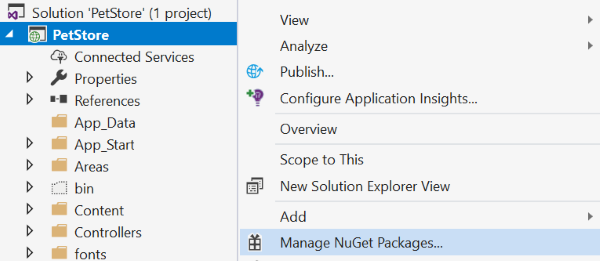 Solution 'PetStore' (1 project)
PetStore
Connected Services
Properties
References
App_Data
App_Start
Areas
bin
Content
Controllers
fonts
View
Analyze
Publish...
Configure Application Insights...
Overview
Scope to This
New Solution Explorer View
Add
Manage NuGet Packages...